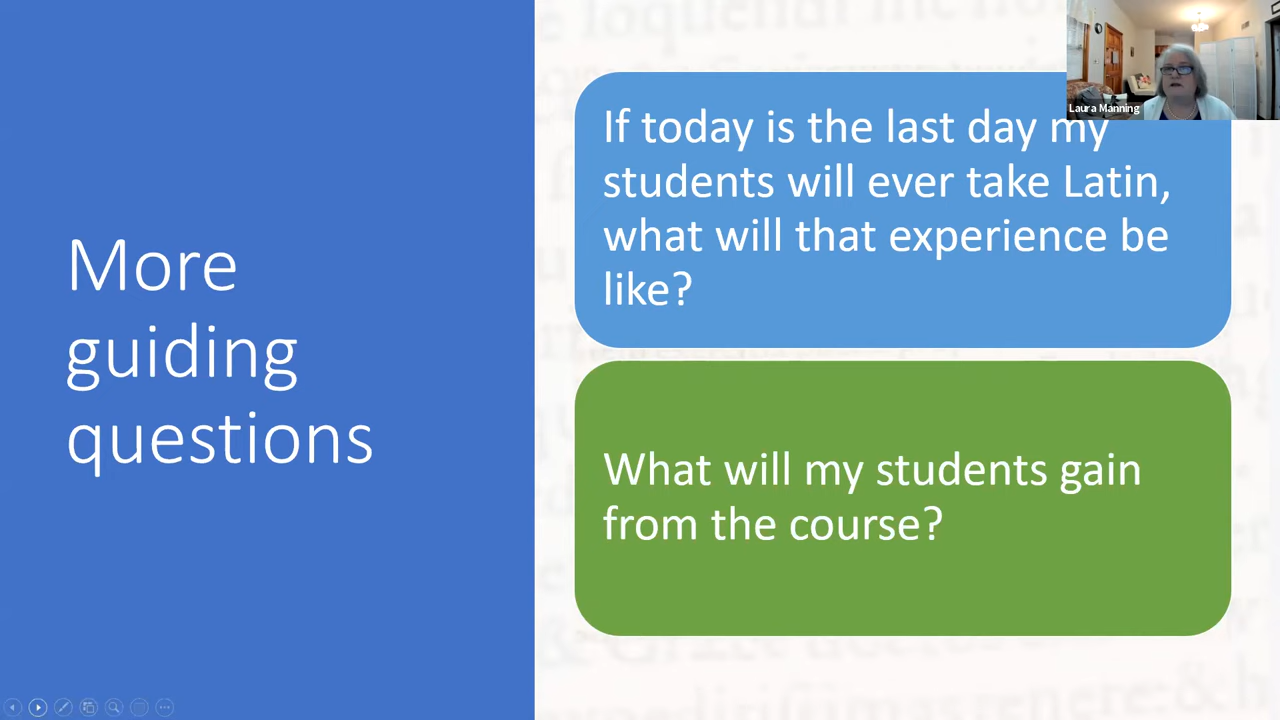 More
guiding
questions
If today is the last day my
students will ever take Latin,
what will that experience be
like?
What will my students gain
from the course?
Laura Manning